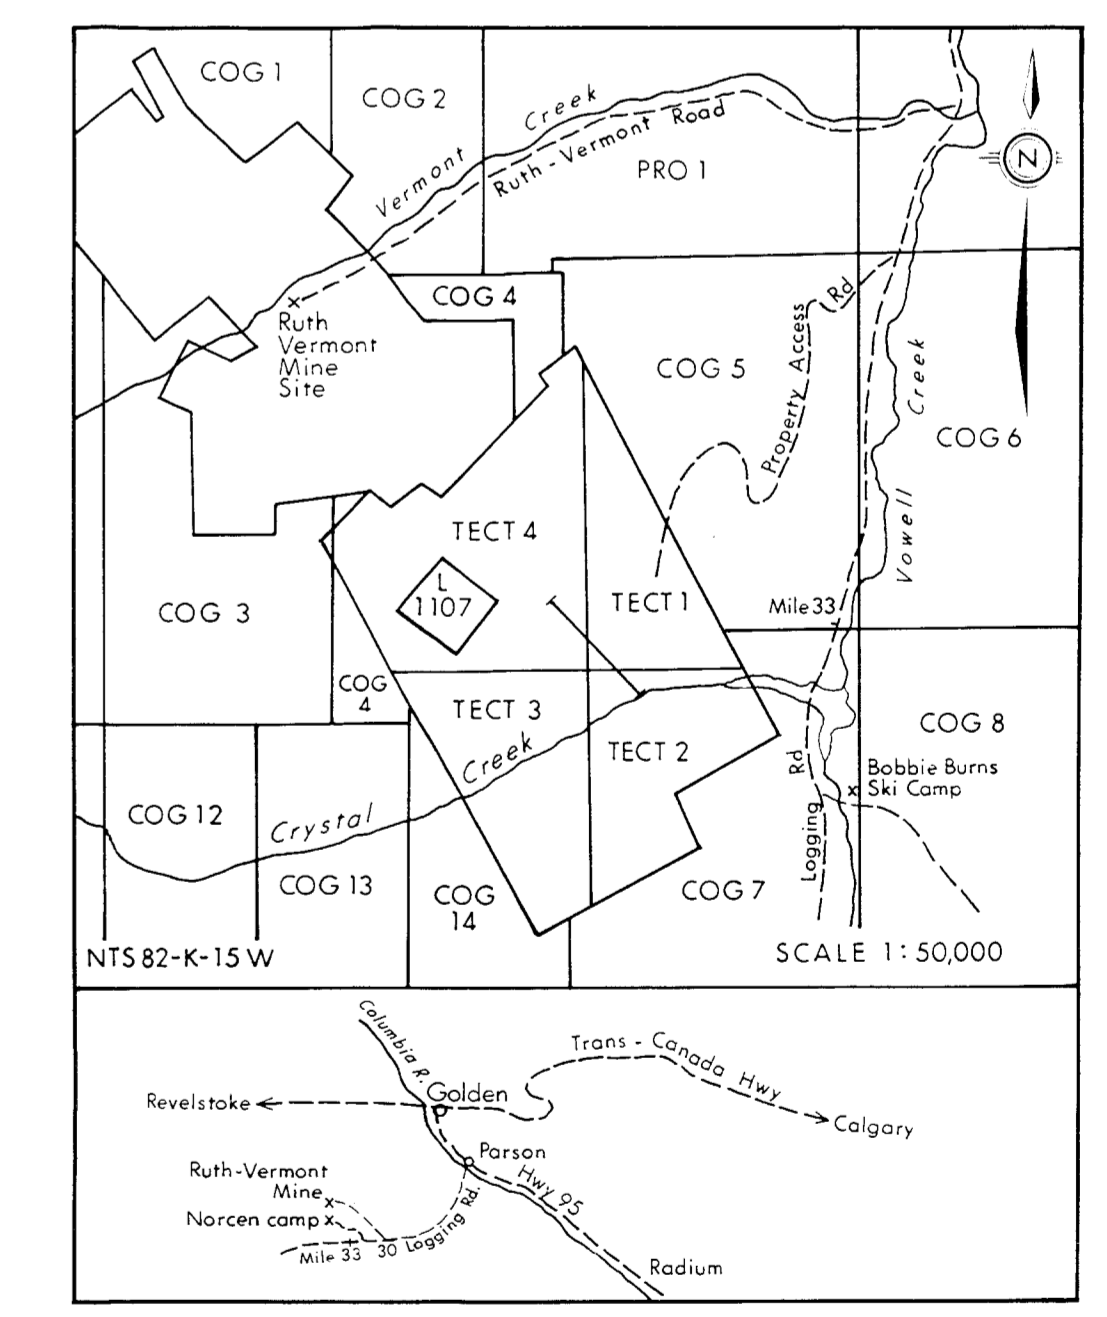 COG 1
COG 2
Vermont Creek
Ruth-Vermont Road
PRO 1
N
COG 4
Ruth
Vermont
Mine
Site
COG 5
Property Access Rd
Creek
Vowell
COG 6
TECT 4
L
1107
TECT 1
COG 3
Mile 33
COG
4
TECT 3
TECT 2
COG 8
Creek
Crystal
Bobbie Burns
Ski Camp
Logging Rd
COG 12
COG 13
COG
14
COG 7
NTS 82-K-15 W
SCALE 1:50,000
Columbia R.
Trans - Canada Hwy
Golden
Revelstoke
Calgary
Parson
Ruth-Vermont
Mine
Hwy 95
Norcen camp
Mile 33 30 Logging Rd.
Radium